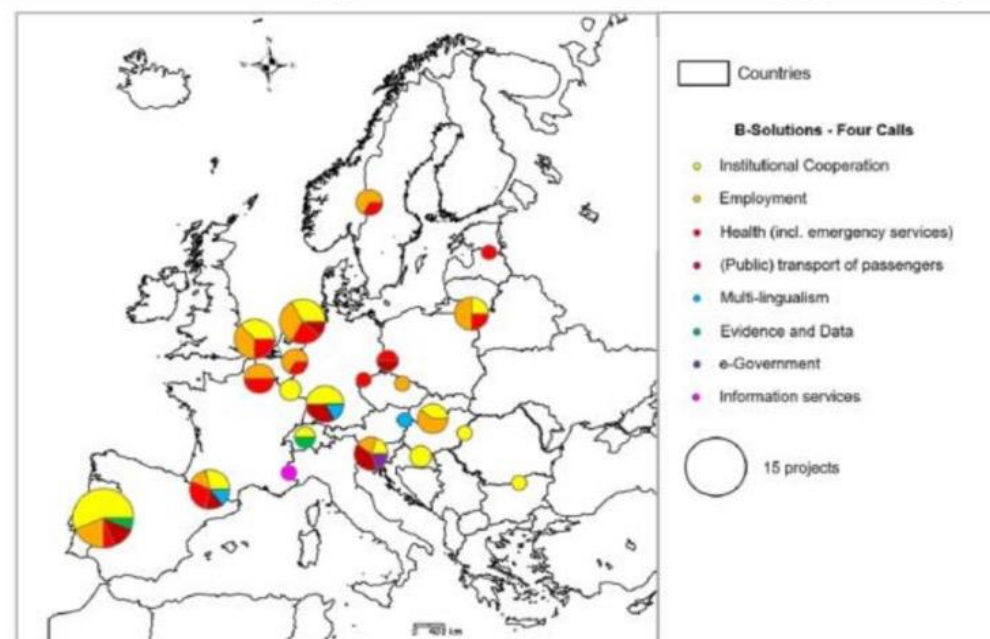 Countries
B-Solutions - Four Calls
Institutional Cooperation
Employment
Health (incl. emergency services)
(Public) transport of passengers
Multi-lingualism
Evidence and Data
e-Government
Information services
15 projects